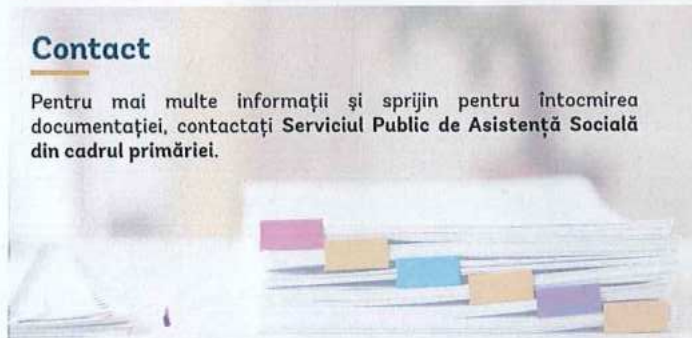 Contact
Pentru mai multe informații și sprijin pentru întocmirea
documentației, contactați Serviciul Public de Asistență Socială
din cadrul primăriei.